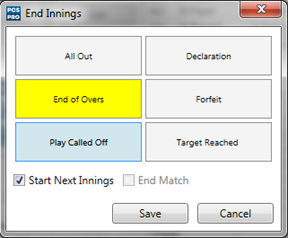 PCS
PRO
End Innings
All Out
Declaration
End of Overs
Forfeit
Play Called Off
Target Reached
Start Next Innings
End Match
Save
Cancel